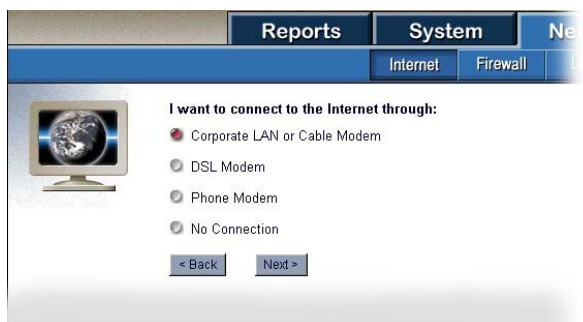 Reports System Ne
Internet Firewall L
I want to connect to the Internet through:
Corporate LAN or Cable Modem
DSL Modem
Phone Modem
No Connection
< Back Next >